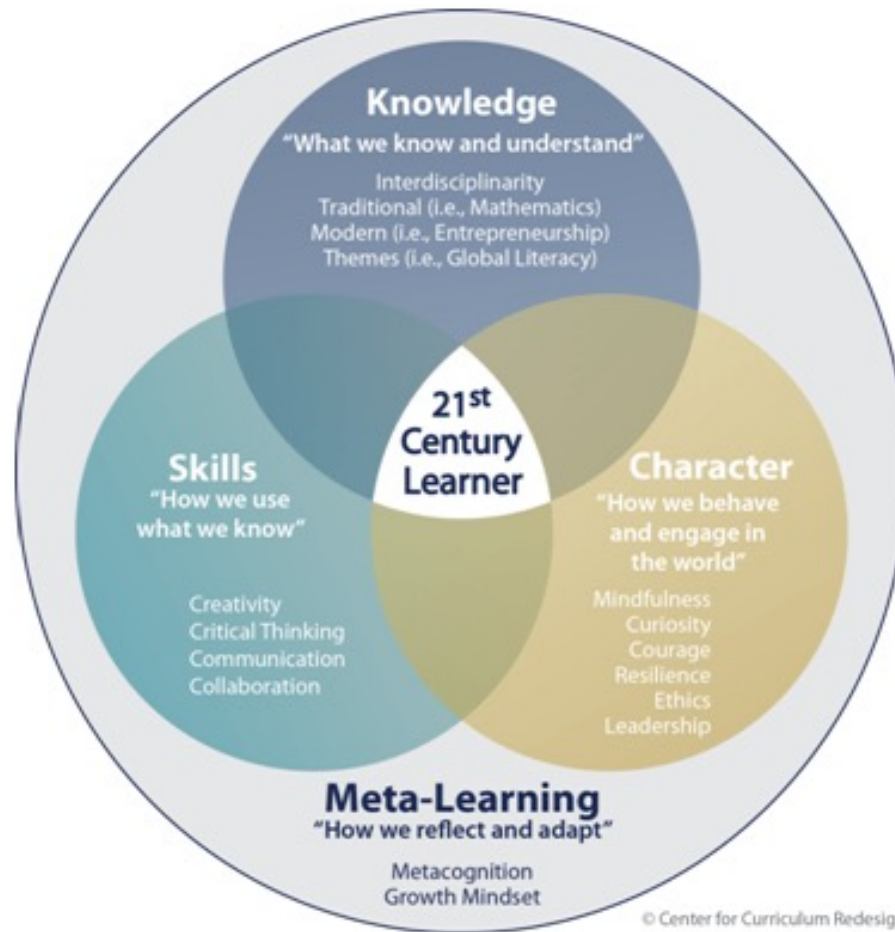 Knowledge
“What we know and understand”
Interdisciplinarity
Traditional (i.e., Mathematics)
Modern (i.e., Entrepreneurship)
Themes (i.e., Global Literacy)
21st
Century
Learner
Skills
“How we use
what we know”
Creativity
Critical Thinking
Communication
Collaboration
Character
“How we behave
and engage in
the world”
Mindfulness
Curiosity
Courage
Resilience
Ethics
Leadership
Meta-Learning
“How we reflect and adapt”
Metacognition
Growth Mindset
© Center for Curriculum Redesig